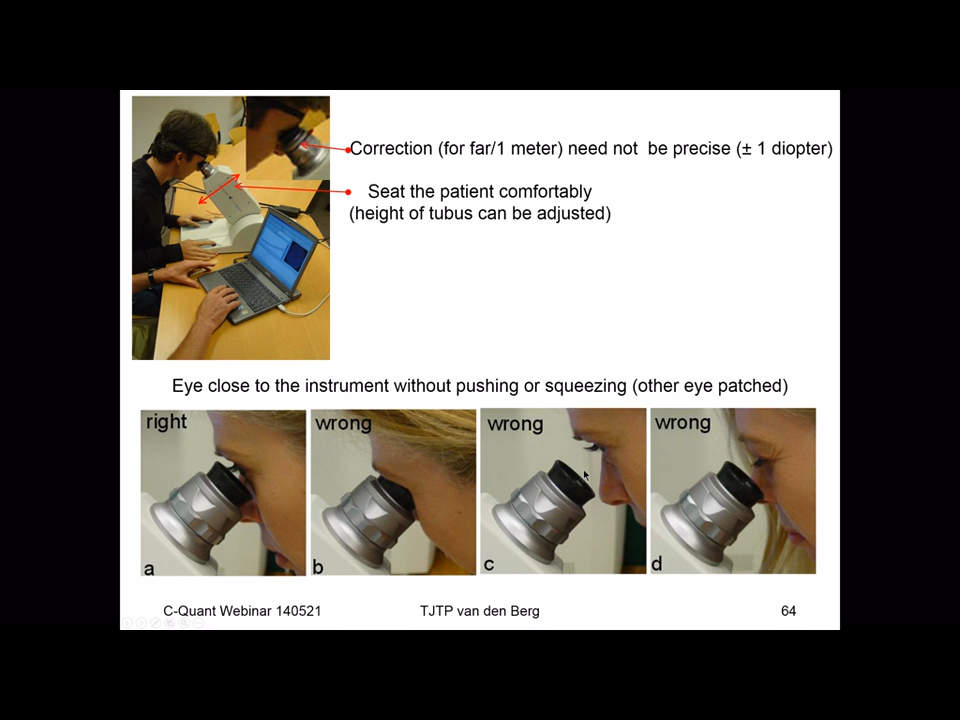 Correction (for far/1 meter) need not be precise (± 1 diopter)
Seat the patient comfortably
(height of tubus can be adjusted)
Eye close to the instrument without pushing or squeezing (other eye patched)
right
wrong
wrong
wrong
a
b
c
d
C-Quant Webinar 140521
TJTP van den Berg
64